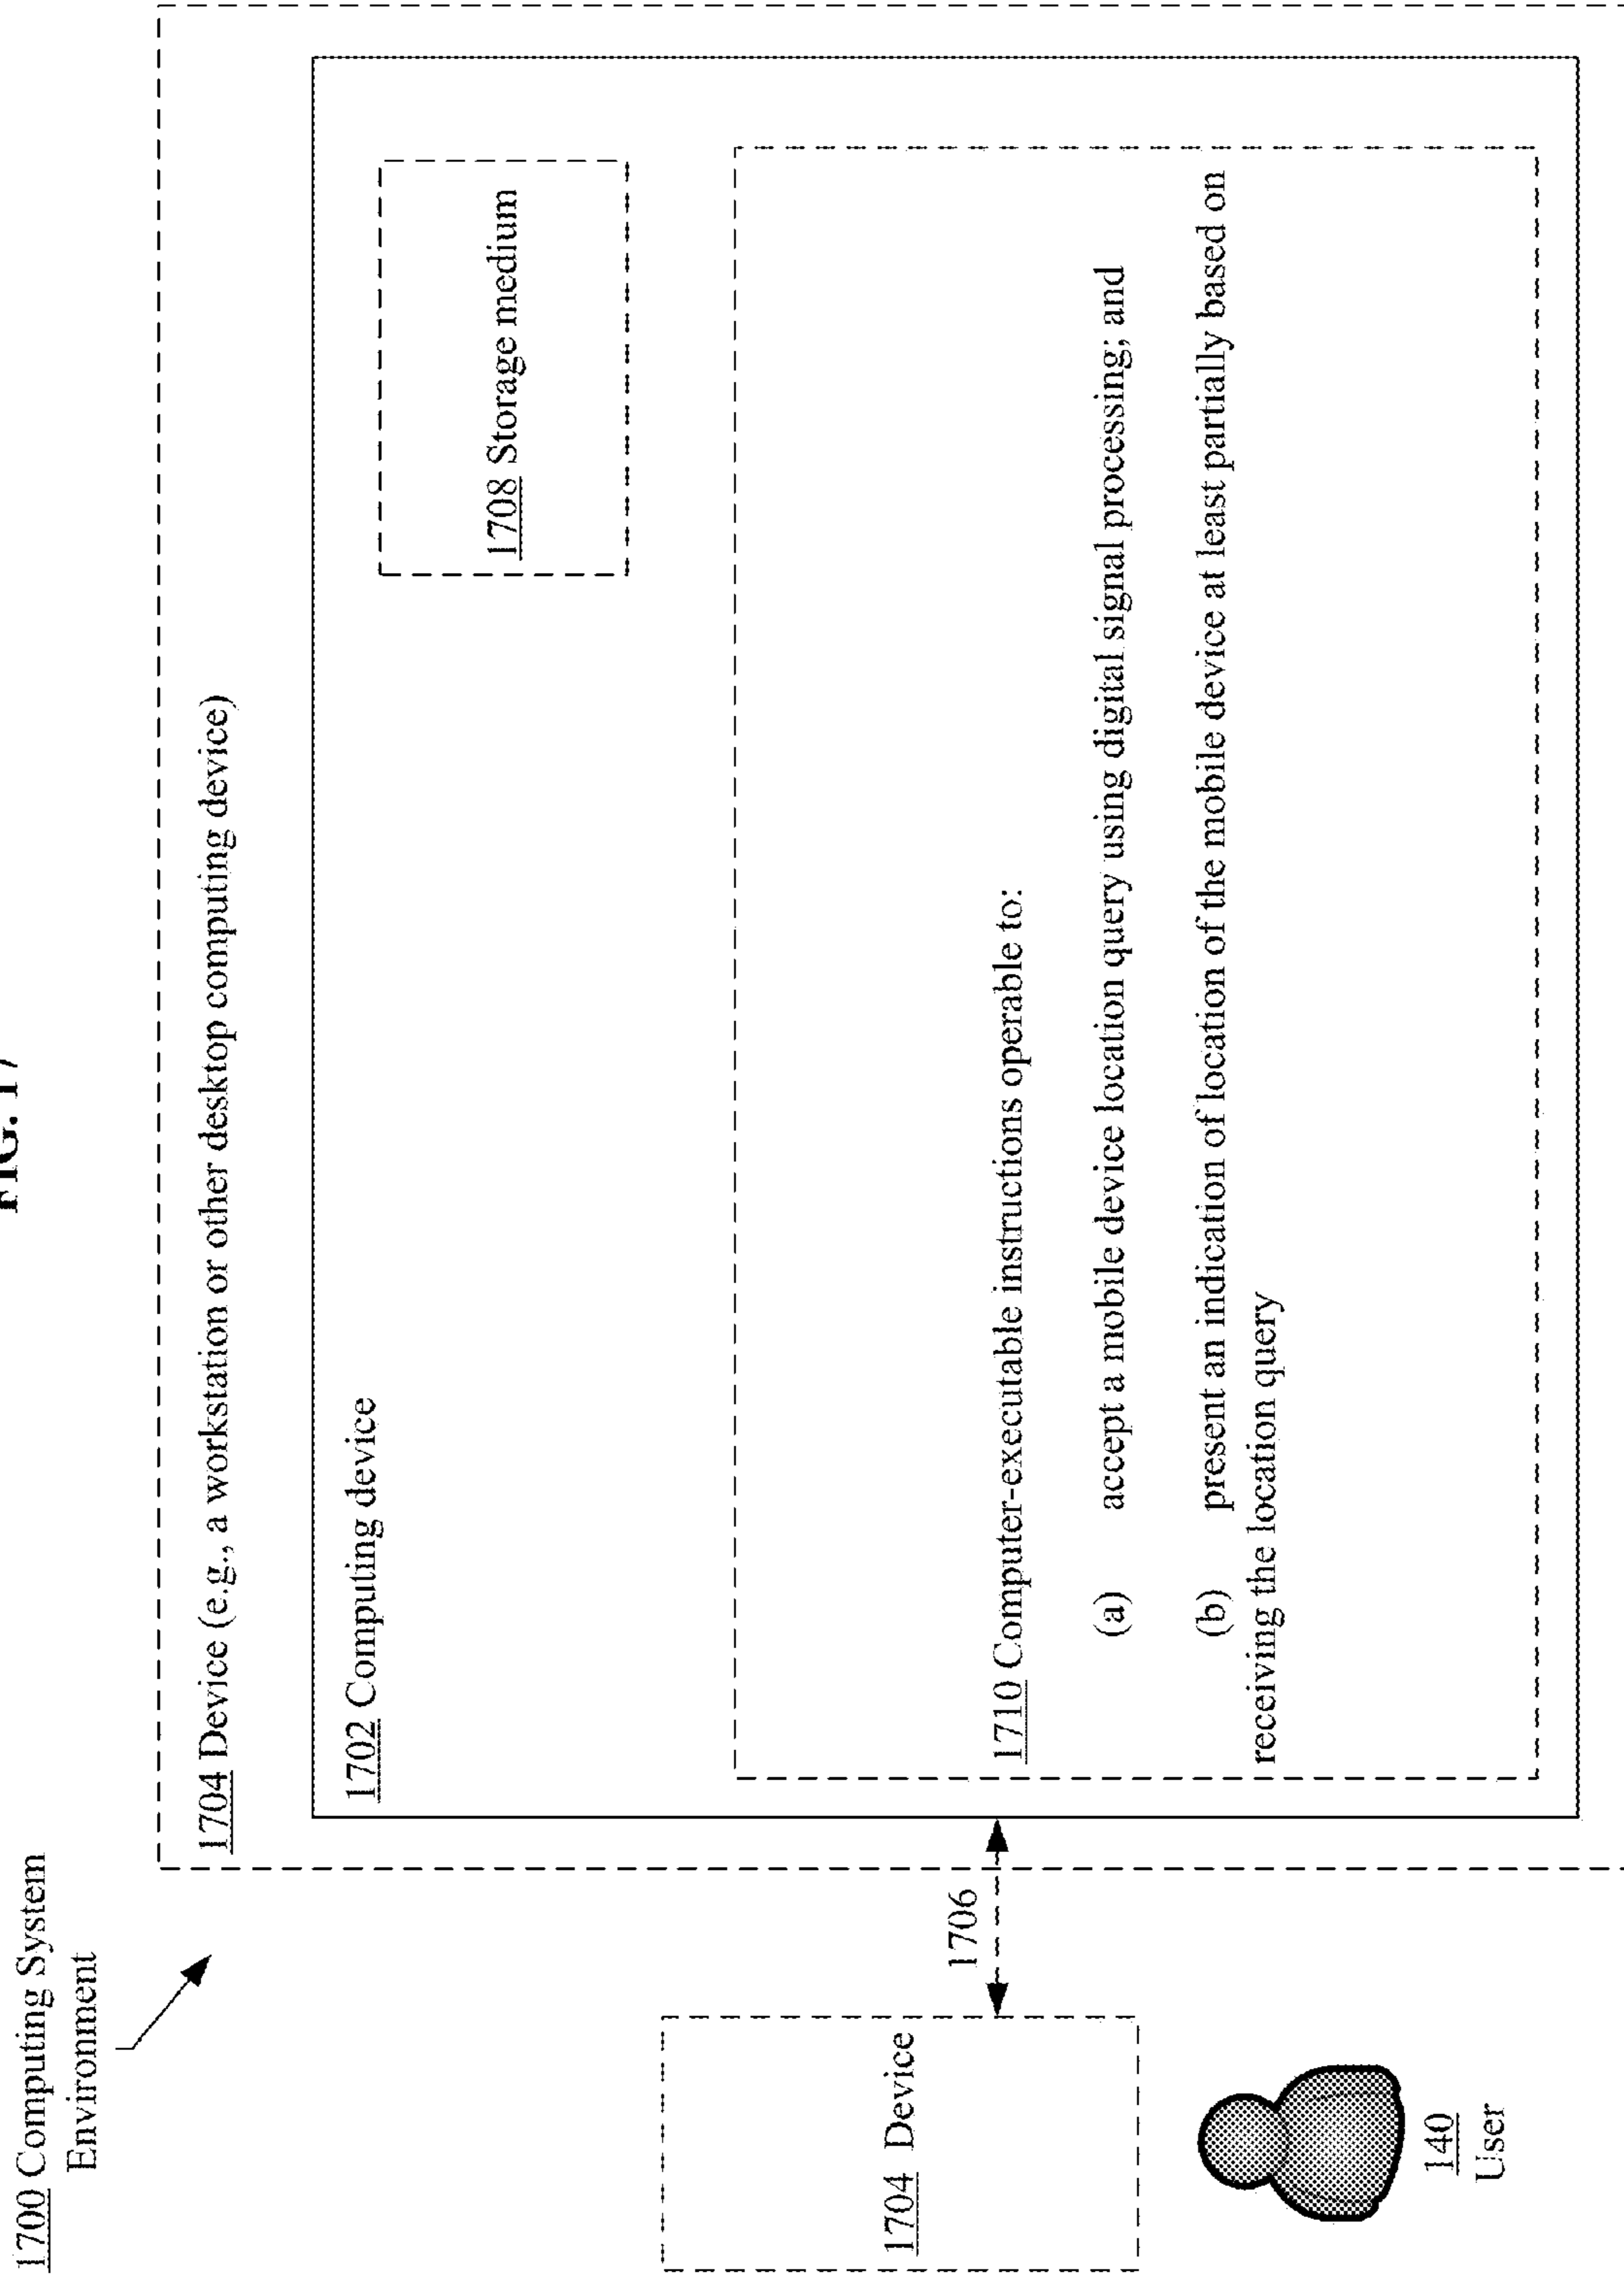 FIG. 17
1700 Computing System
Environment
1704 Device (e.g., a workstation or other desktop computing device)
1702 Computing device
1708 Storage medium
1706
1704 Device
1710 Computer-executable instructions operable to:
(a) accept a mobile device location query using digital signal processing; and
(b) present an indication of location of the mobile device at least partially based on
receiving the location query
140
User